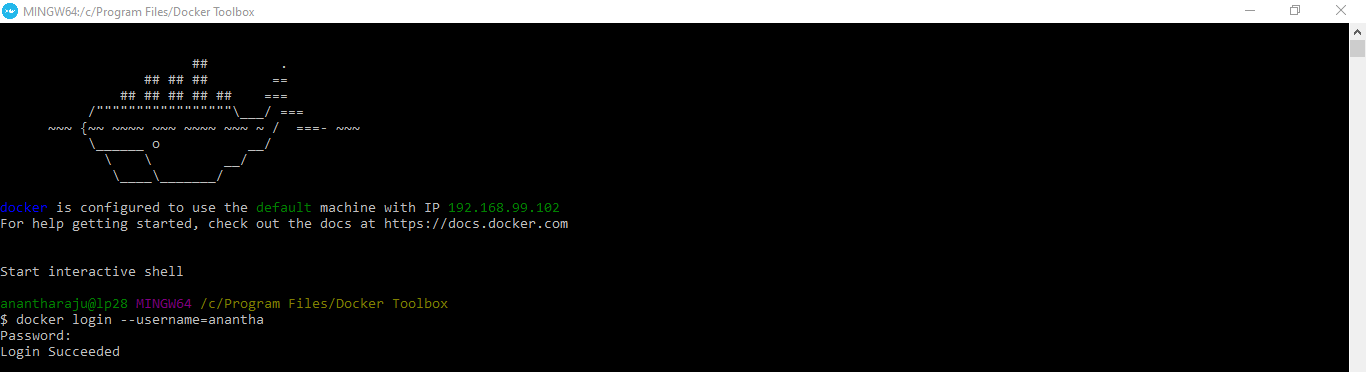 MINGW64:/c/Program Files/Docker Toolbox
                        ##         .
                  ## ## ##        ==
               ## ## ## ## ##    ===
           /"""""""""""""""""\___/ ===
      ~~~ {~~ ~~~~ ~~~ ~~~~ ~~~ ~ /  ===- ~~~
           \______ o           __/
             \    \         __/
              \____\_______/
docker is configured to use the default machine with IP 192.168.99.102
For help getting started, check out the docs at https://docs.docker.com
Start interactive shell
anantharaju@lp28 MINGW64 /c/Program Files/Docker Toolbox
$ docker login --username=anantha
Password:
Login Succeeded